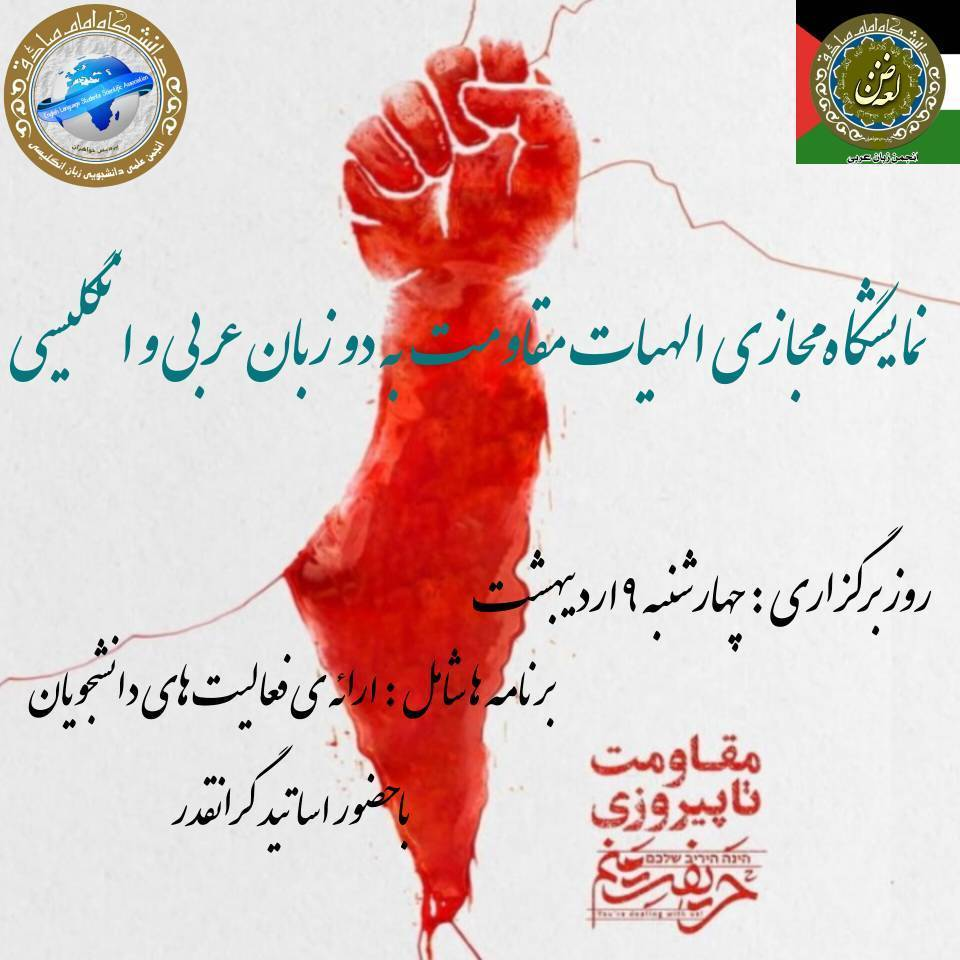 دانشگاه امام صادق
English Language Students Scientific Association
پردیس خواهران
انجمن علمی دانشجویی زبان انگلیسی
انجمن زبان عربی
نمایشگاه مجازی الهیات مقاومت به دو زبان عربی و انگلیسی
روز برگزاری : چهارشنبه ۹ اردیبهشت
برنامه ها شامل : ارائه ی فعالیت های دانشجویان
با حضور اساتید گرانقدر
مقاومت
تا پیروزی
הינה היריב שלכם
حریفت منم
You're dealing with us!